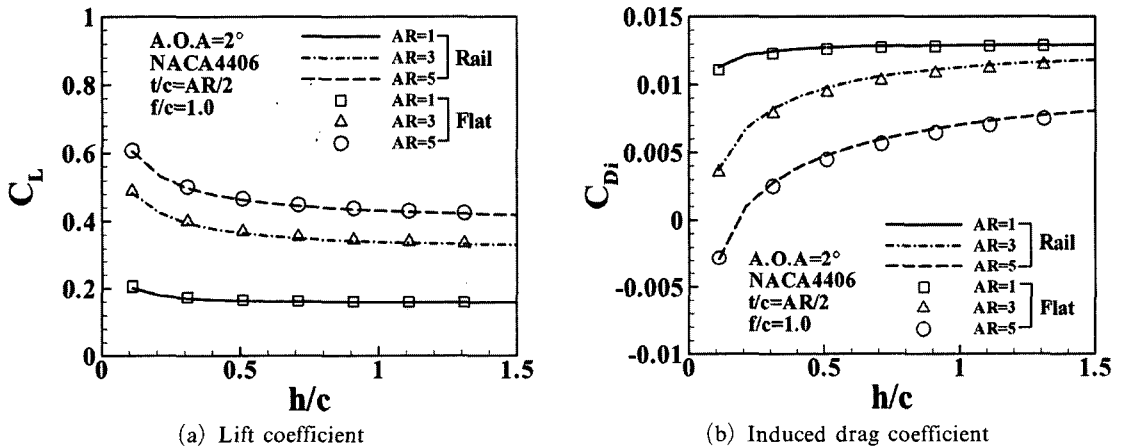 1
0.8
0.6
0.4
0.2
0
C_L
A.O.A=2°
NACA4406
t/c=AR/2
f/c=1.0
AR=1
AR=3
AR=5
Rail
AR=1
AR=3
AR=5
Flat
0
0.5
1
1.5
h/c
(a) Lift coefficient
0.015
0.01
0.005
0
-0.005
-0.01
C_Di
A.O.A=2°
NACA4406
t/c=AR/2
f/c=1.0
AR=1
AR=3
AR=5
Rail
AR=1
AR=3
AR=5
Flat
0
0.5
1
1.5
h/c
(b) Induced drag coefficient